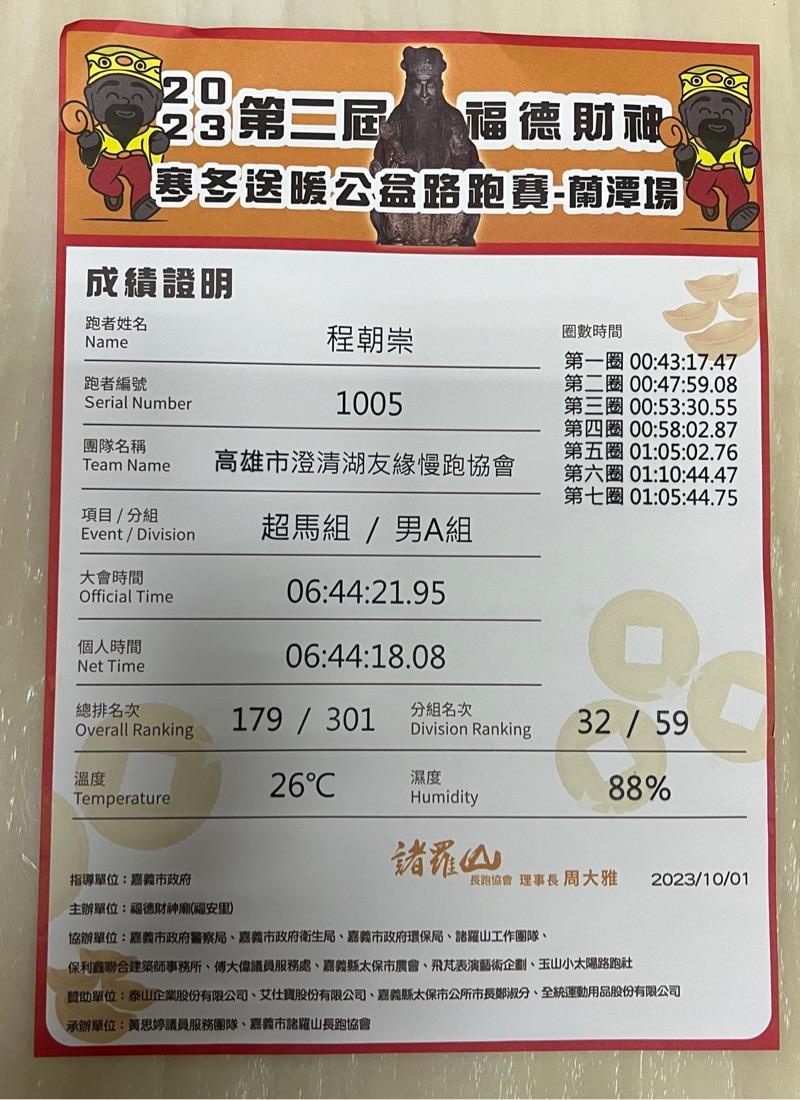 2023 第二屆 福德財神
寒冬送暖公益路跑賽-蘭潭場
成績證明
跑者姓名
Name
程朝崇
跑者編號
Serial Number
1005
團隊名稱
Team Name
高雄市澄清湖友緣慢跑協會
項目 / 分組
Event / Division
超馬組 / 男A組
大會時間
Official Time
06:44:21.95
個人時間
Net Time
06:44:18.08
總排名次
Overall Ranking
179 / 301
分組名次
Division Ranking
32 / 59
溫度
Temperature
26℃
濕度
Humidity
88%
圈數時間
第一圈 00:43:17.47
第二圈 00:47:59.08
第三圈 00:53:30.55
第四圈 00:58:02.87
第五圈 01:05:02.76
第六圈 01:10:44.47
第七圈 01:05:44.75
諸羅山
長跑協會 理事長 周大雅
2023/10/01
指導單位：嘉義市政府
主辦單位：福德財神廟(福安里)
協辦單位：嘉義市政府警察局、嘉義市政府衛生局、嘉義市政府環保局、諸羅山工作團隊、
保利鑫聯合建築師事務所、傅大偉議員服務處、嘉義縣太保市農會、飛芃表演藝術企劃、玉山小太陽路跑社
贊助單位：泰山企業股份有限公司、艾仕寶股份有限公司、嘉義縣太保市公所市長鄭淑分、全統運動用品股份有限公司
承辦單位：黃思婷議員服務團隊、嘉義市諸羅山長跑協會